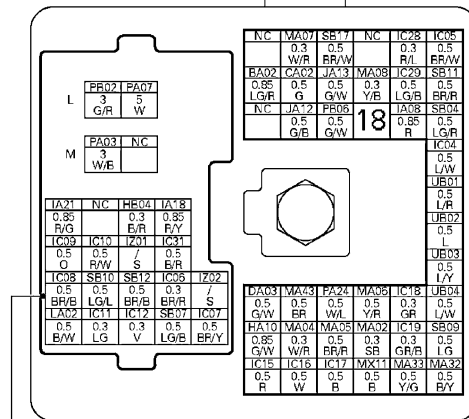 NC MA07 SB17 NC IC28 IC05
0.3 0.5 0.3 0.5
W/R BR/W R/L BR/W
BA02 CA02 JA13 MA08 IC29 SB11
0.85 0.5 0.5 0.3 0.5 0.5
LG/R G G/W Y/B LG/B BR/R
NC JA12 PB06 18 IA08 SB04
0.5 0.5 0.85 0.5
G/B G/W R LG/R
IC04
0.5
L/W
UB01
0.5
L/R
UB02
0.5
L
UB03
0.5
L/Y
PB02 PA07
L 3 5
G/R W
PA03 NC
M 3
W/B
IA21 NC HB04 IA18
0.85 0.3 0.85
R/G B/R R/Y
IC09 IC10 IZ01 IC31
0.5 0.5 / 0.5
O R/W S B/R
IC08 SB10 SB12 IC06 IZ02
0.5 0.5 0.5 0.3 /
BR/B LG/L BR/B BR/R S
LA02 IC11 IC12 SB07 IC07
0.5 0.3 0.3 0.5 0.5
B/W LG V LG/B BR/Y
DA03 MA43 PA24 MA06 IC18 UB04
0.5 0.5 0.5 0.5 0.3 0.5
G/W BR W/L Y/R GR L/W
HA10 MA04 MA05 MA02 IC19 SB09
0.85 0.3 0.5 0.3 0.3 0.5
G/W W/R BR/R SB GR/B LG
IC15 IC16 IC17 MX11 MA33 MA32
0.5 0.5 0.5 0.5 0.5 0.5
R W B B Y/G B/Y